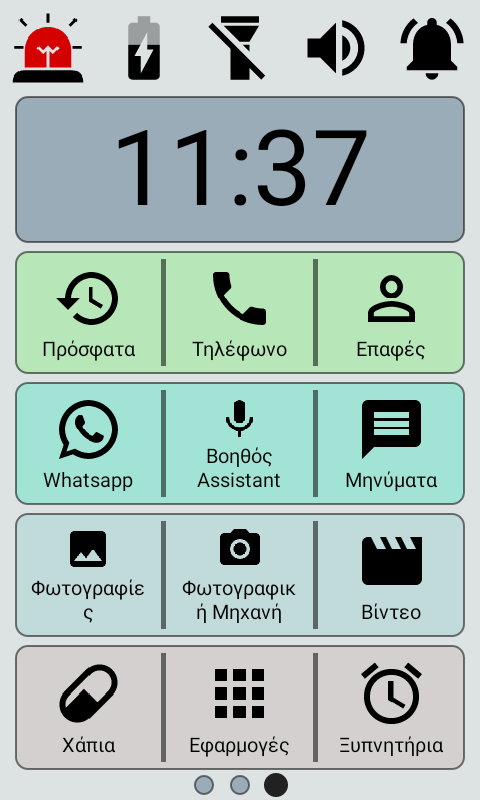 11:37
Πρόσφατα
Τηλέφωνο
Επαφές
Whatsapp
Βοηθός
Assistant
Μηνύματα
Φωτογραφίε
ς
Φωτογραφικ
ή Μηχανή
Βίντεο
Χάπια
Εφαρμογές
Ξυπνητήρια